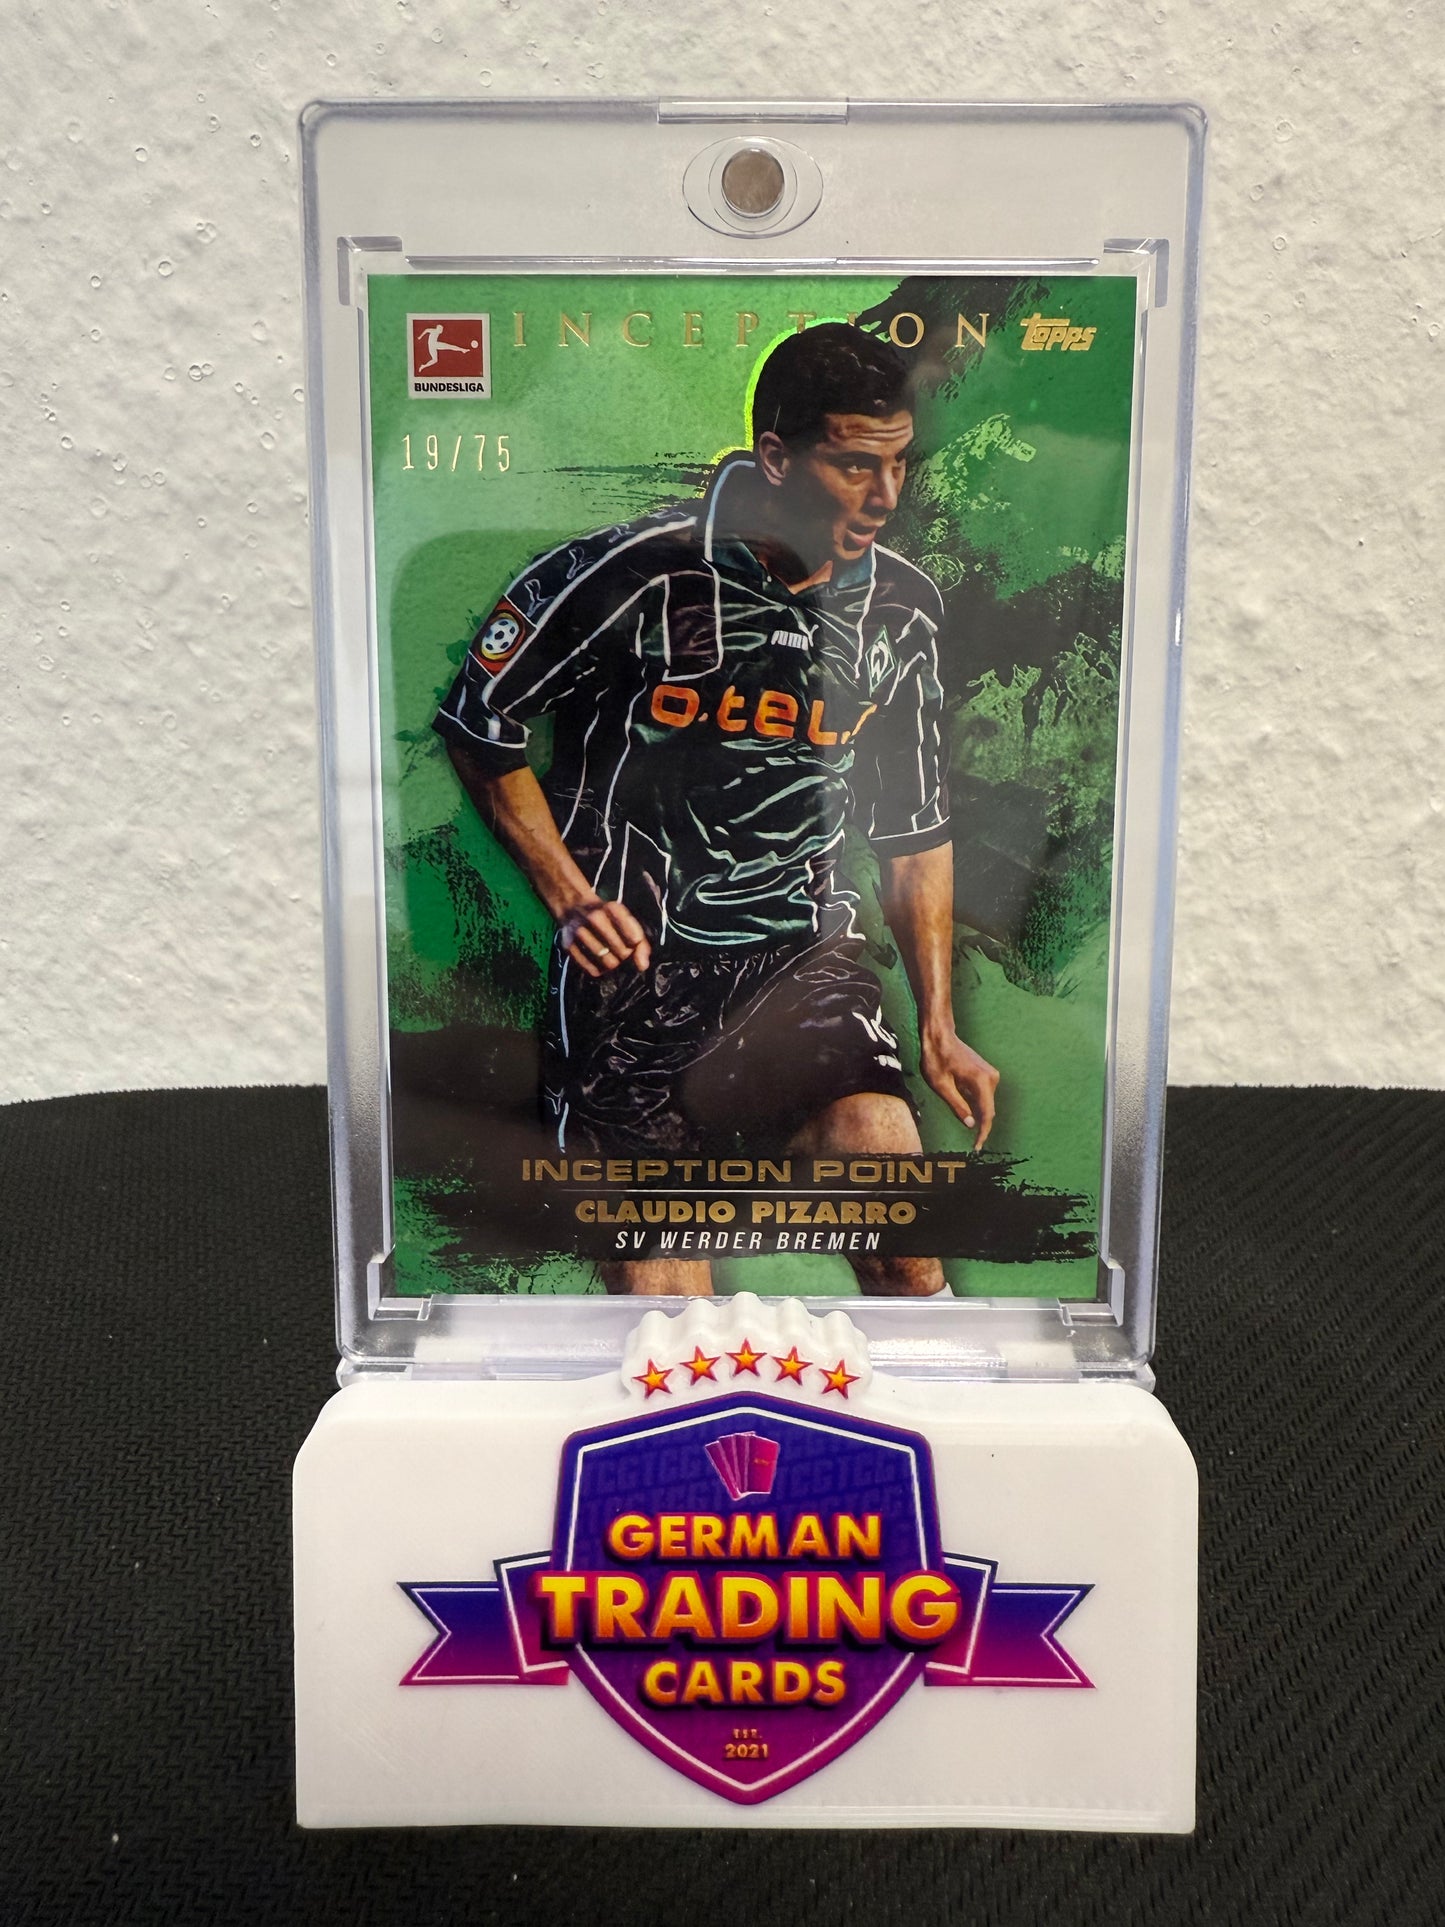 INCEPTION topps
BUNDESLIGA
19/75
PUMA
W
o.tel.
INCEPTION POINT
CLAUDIO PIZARRO
SV WERDER BREMEN
GERMAN
TRADING
CARDS
EST.
2021